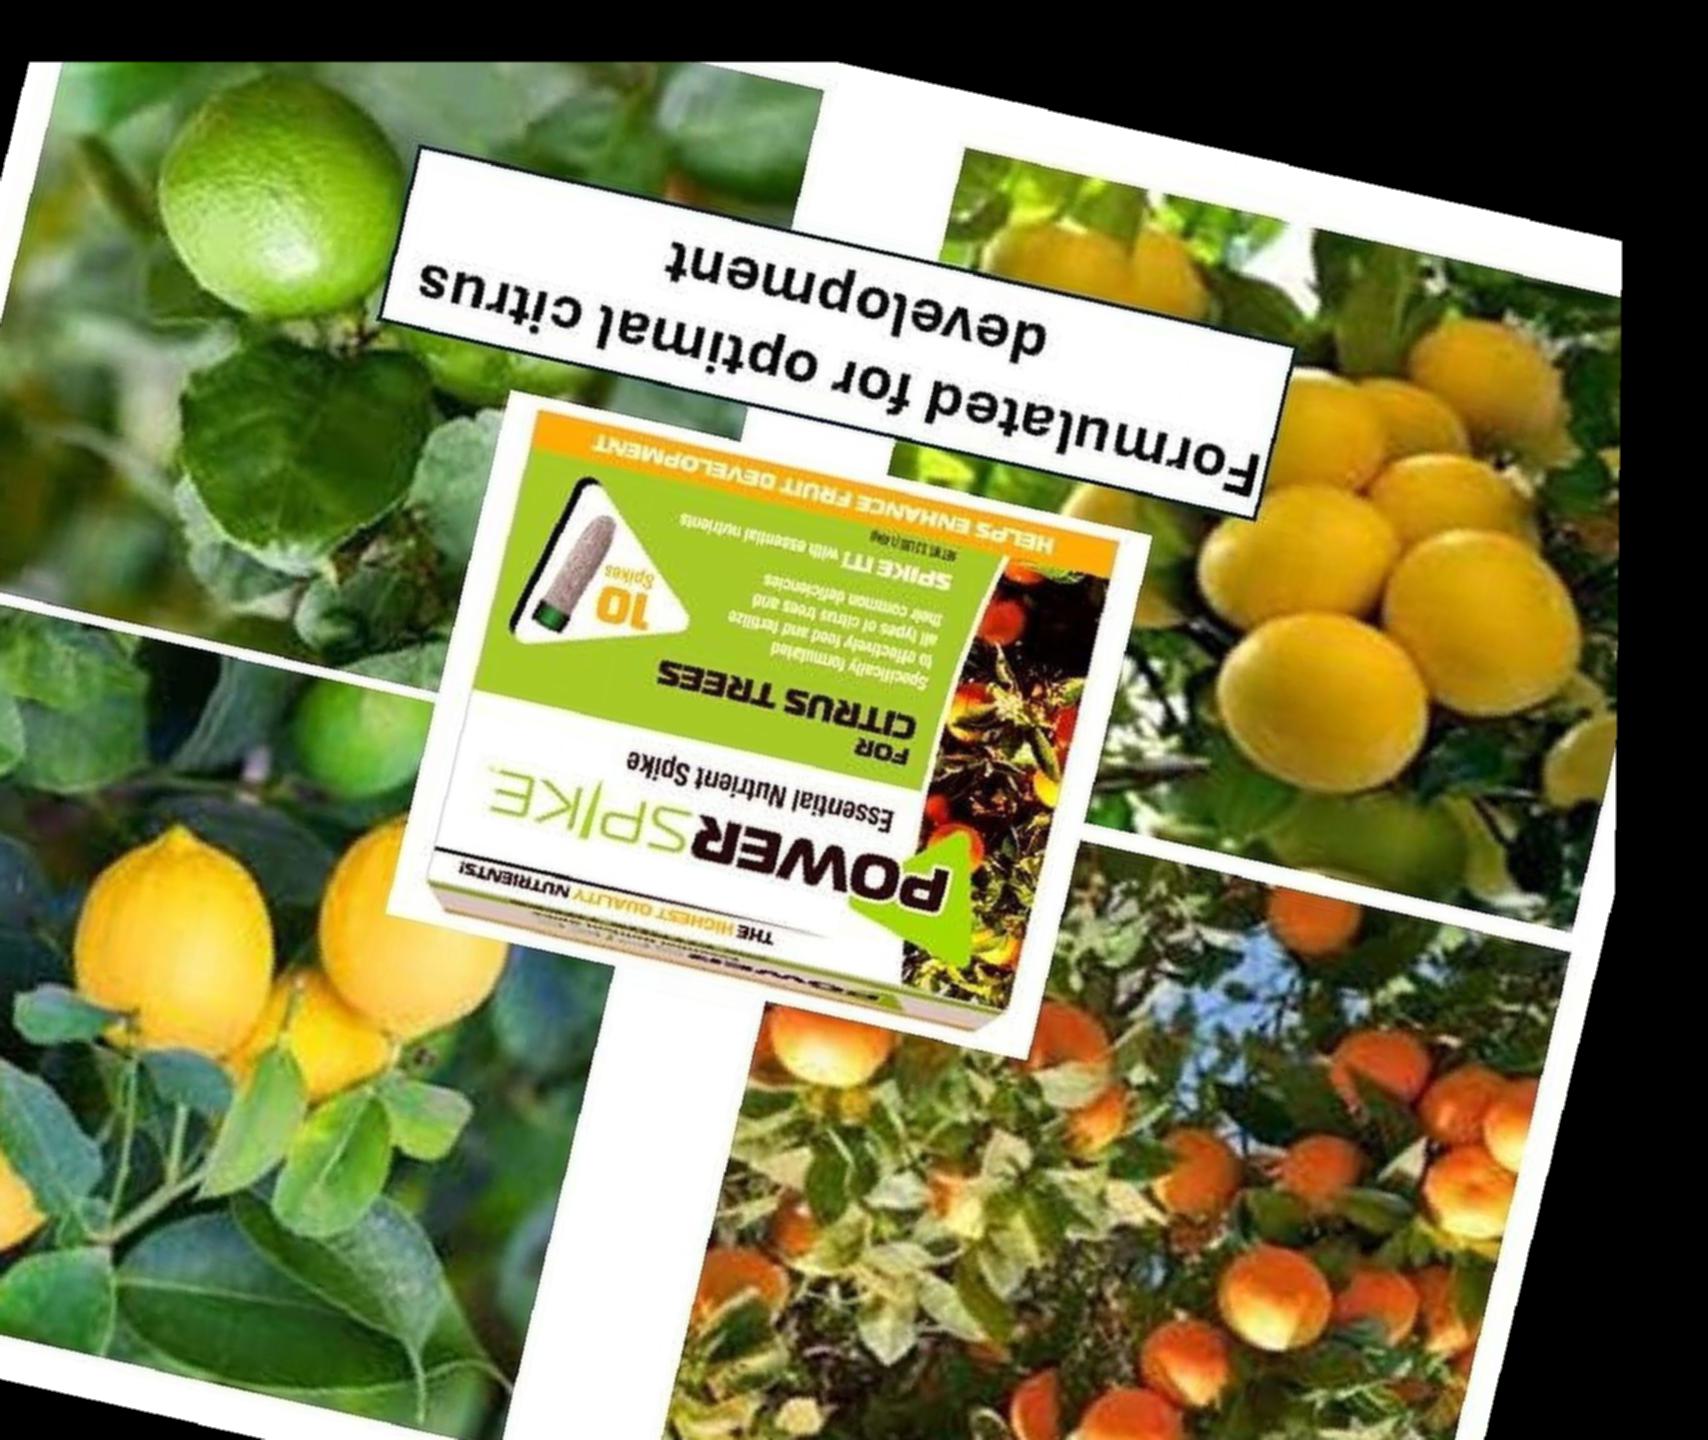 POWER
THE HIGHEST QUALITY NUTRIENTS!
POWERSPIKE
Essential Nutrient Spike
FOR
CITRUS TREES
Specifically formulated
to effectively feed and fertilize
all types of citrus trees and
their common deficiencies
SPIKE IT! with essential nutrients
10
Spikes
HELPS ENHANCE FRUIT DEVELOPMENT
Formulated for optimal citrus
development